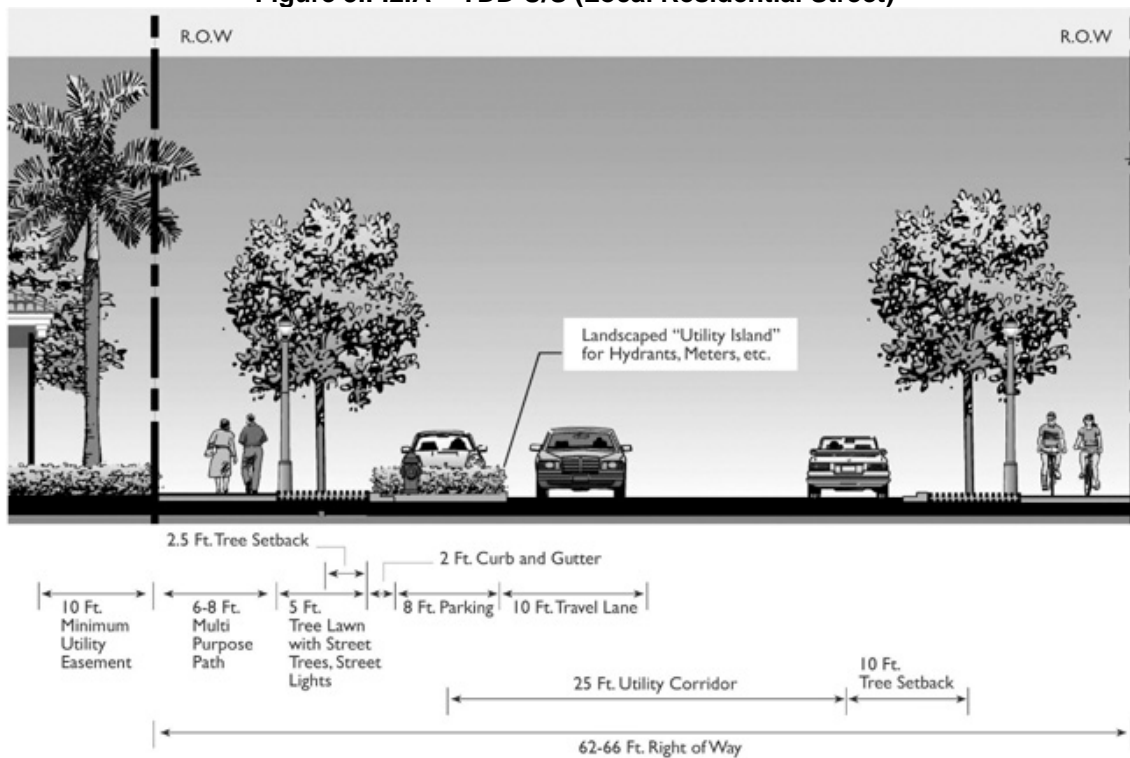 R.O.W
R.O.W
Landscaped "Utility Island"
for Hydrants, Meters, etc.
2.5 Ft. Tree Setback
2 Ft. Curb and Gutter
10 Ft.
Minimum
Utility
Easement
6-8 Ft.
Multi
Purpose
Path
5 Ft.
Tree Lawn
with Street
Trees, Street
Lights
8 Ft. Parking
10 Ft. Travel Lane
25 Ft. Utility Corridor
10 Ft.
Tree Setback
62-66 Ft. Right of Way